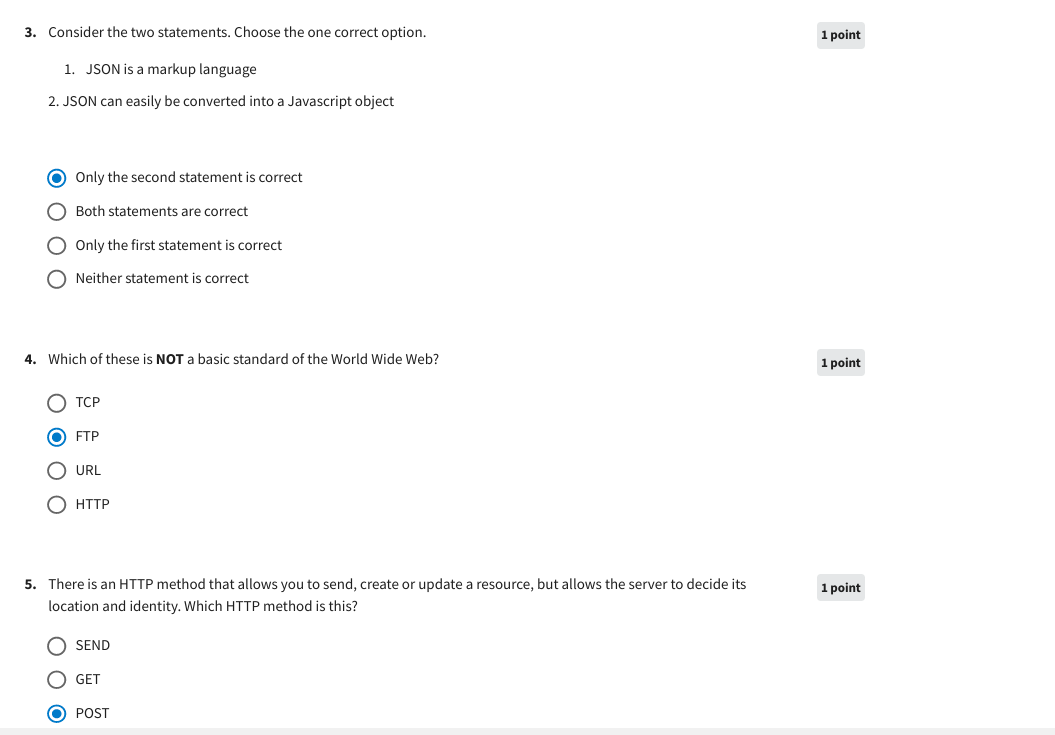 3. Consider the two statements. Choose the one correct option.
1 point
1. JSON is a markup language
2. JSON can easily be converted into a Javascript object
Only the second statement is correct
Both statements are correct
Only the first statement is correct
Neither statement is correct
4. Which of these is NOT a basic standard of the World Wide Web?
1 point
TCP
FTP
URL
HTTP
5. There is an HTTP method that allows you to send, create or update a resource, but allows the server to decide its
location and identity. Which HTTP method is this?
1 point
SEND
GET
POST